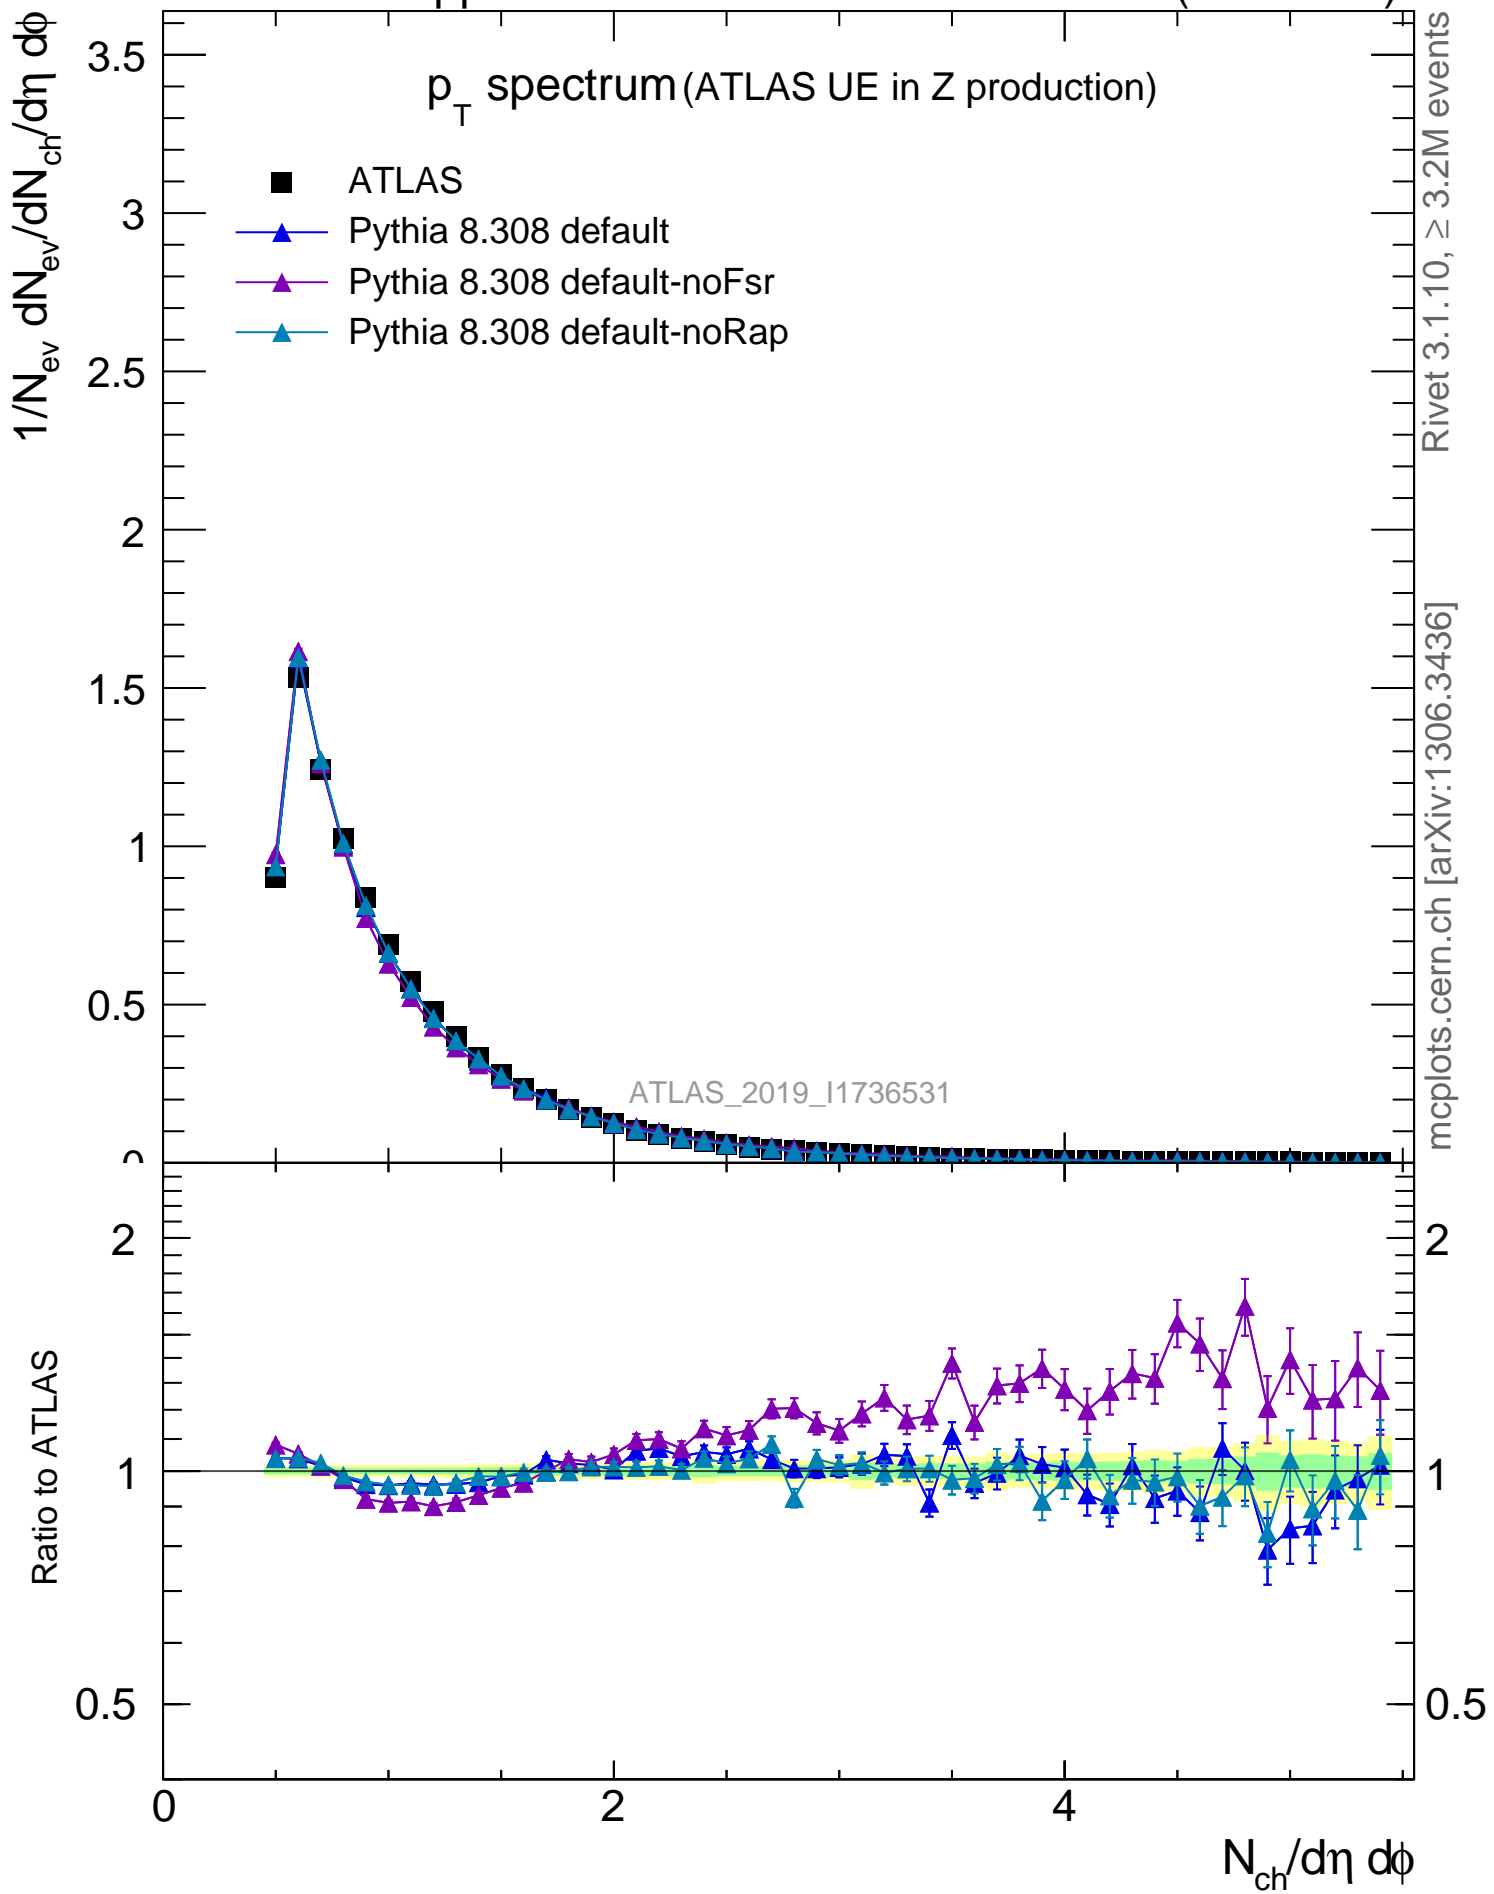 pp
1/N_ev dN_ev/dN_ch/dη dϕ
p_T spectrum (ATLAS UE in Z production)
ATLAS
Pythia 8.308 default
Pythia 8.308 default-noFsr
Pythia 8.308 default-noRap
3.5
3
2.5
2
1.5
1
0.5
0
ATLAS_2019_I1736531
Rivet 3.1.10, ≥ 3.2M events
mcplots.cern.ch [arXiv:1306.3436]
Ratio to ATLAS
2
1
0.5
2
1
0.5
0
2
4
N_ch/dη dϕ